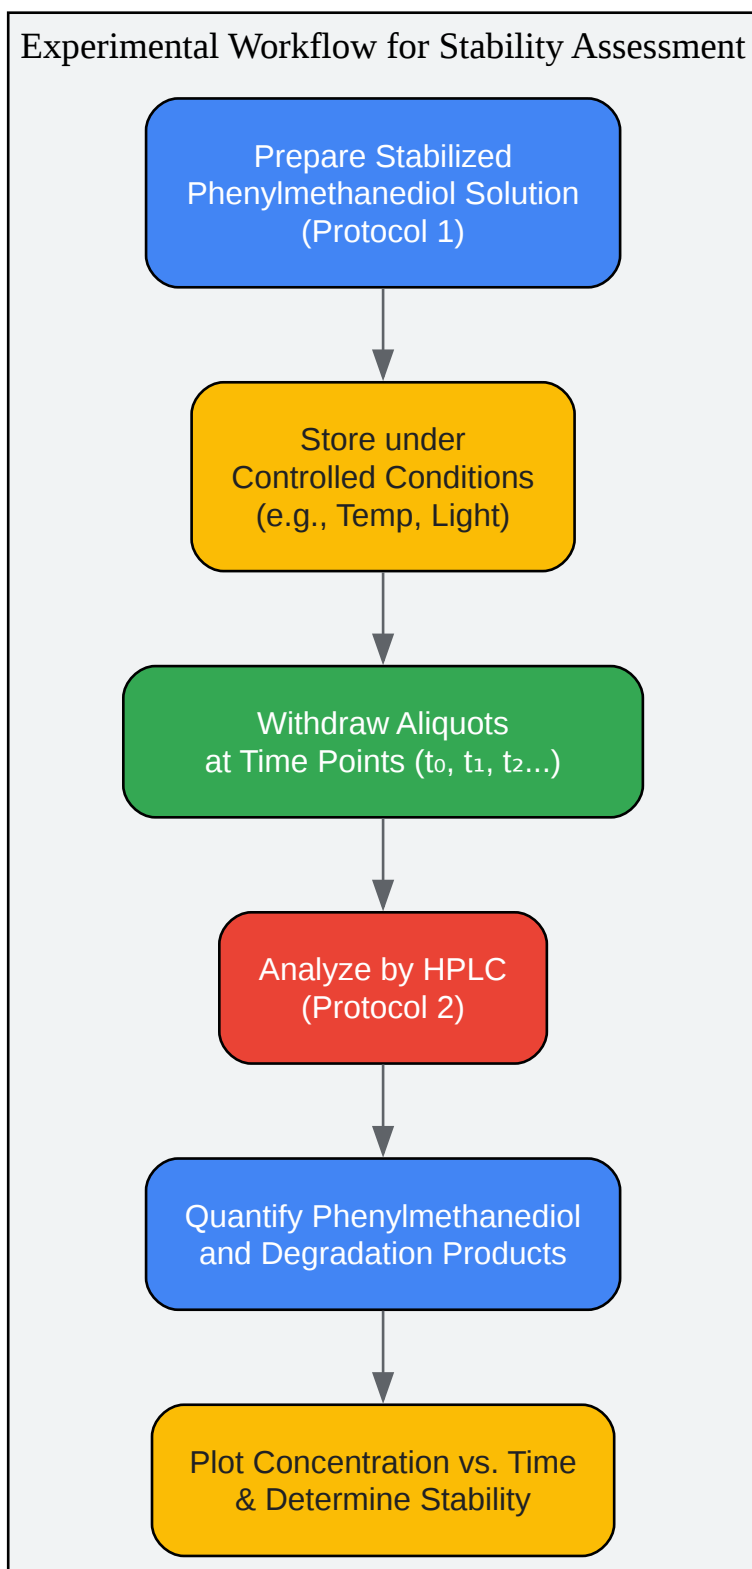 Experimental Workflow for Stability Assessment
Prepare Stabilized
Phenylmethanediol Solution
(Protocol 1)
Store under
Controlled Conditions
(e.g., Temp, Light)
Withdraw Aliquots
at Time Points (t₀, t₁, t₂...)
Analyze by HPLC
(Protocol 2)
Quantify Phenylmethanediol
and Degradation Products
Plot Concentration vs. Time
& Determine Stability